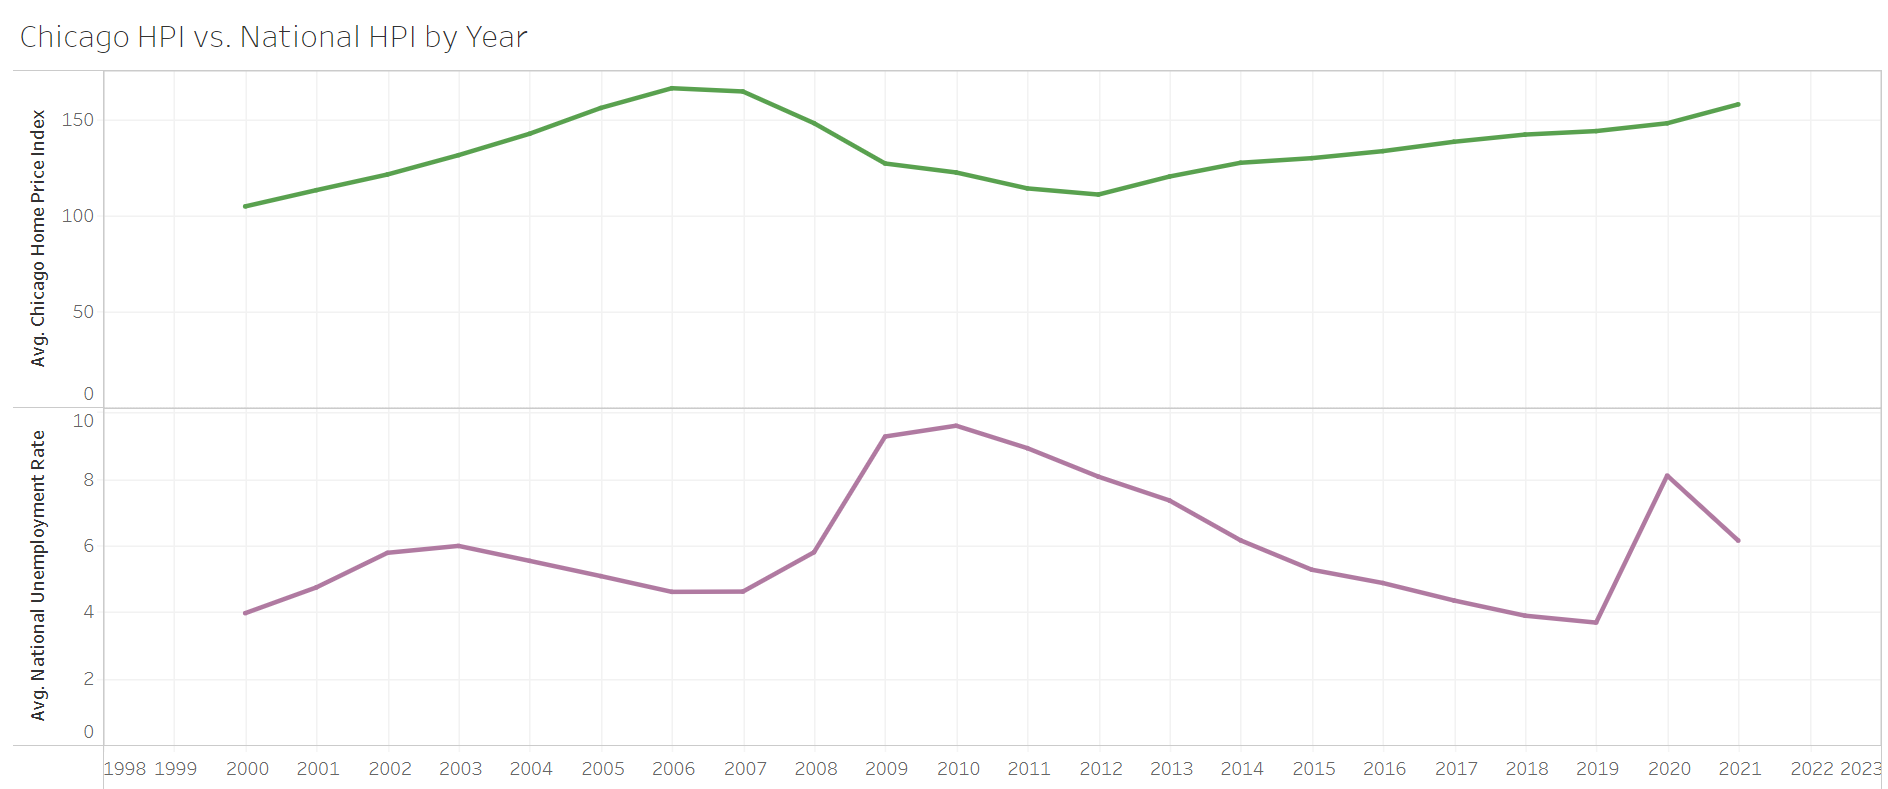 Chicago HPI vs. National HPI by Year
Avg. Chicago Home Price Index
150
100
50
0
Avg. National Unemployment Rate
10
8
6
4
2
0
1998 1999 2000 2001 2002 2003 2004 2005 2006 2007 2008 2009 2010 2011 2012 2013 2014 2015 2016 2017 2018 2019 2020 2021 2022 2023